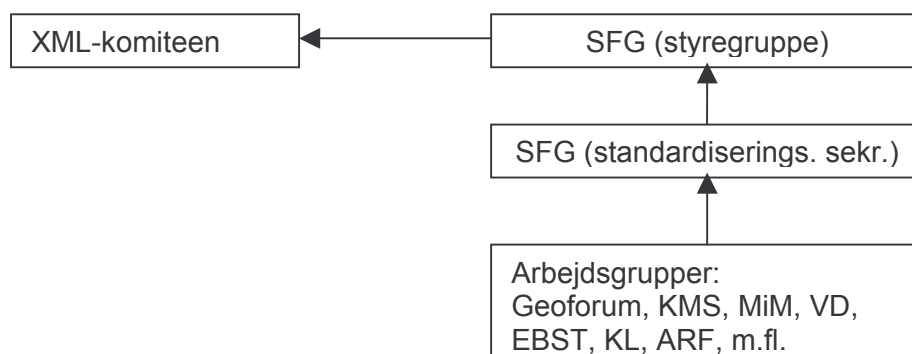 XML-komiteen
SFG (styregruppe)
SFG (standardiserings. sekr.)
Arbejdsgrupper:
Geoforum, KMS, MiM, VD,
EBST, KL, ARF, m.fl.